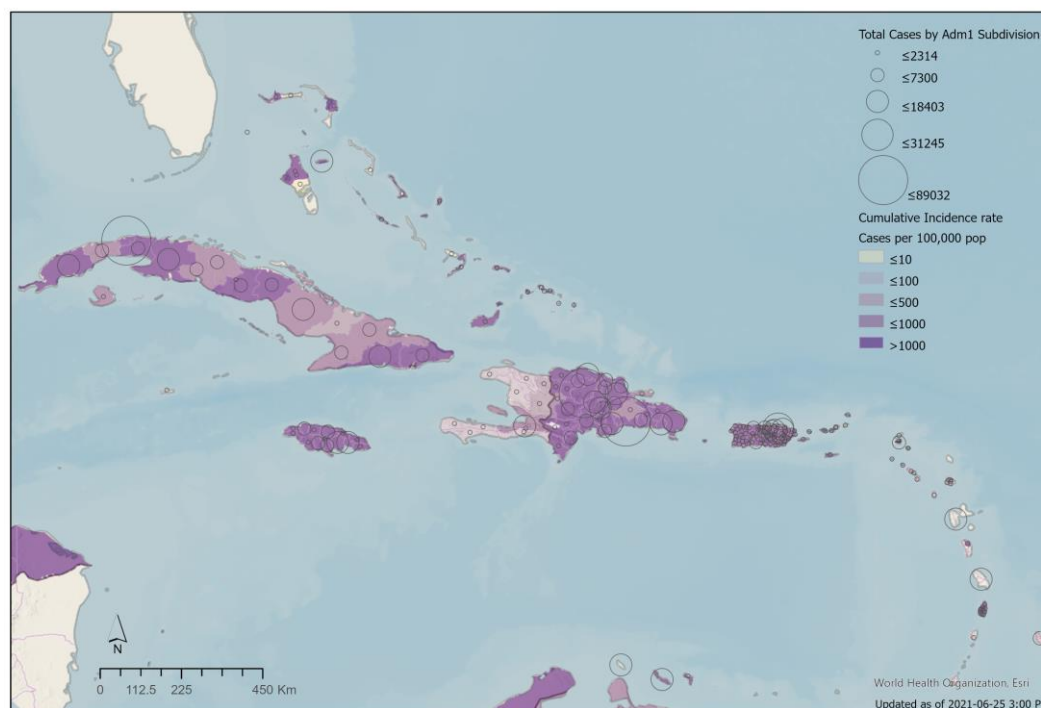 Total Cases by Adm1 Subdivision
≤2314
≤7300
≤18403
≤31245
≤89032
Cumulative Incidence rate
Cases per 100,000 pop
≤10
≤100
≤500
≤1000
>1000
N
0 112.5 225 450 Km
World Health Organization, Esri
Updated as of 2021-06-25 3:00 P